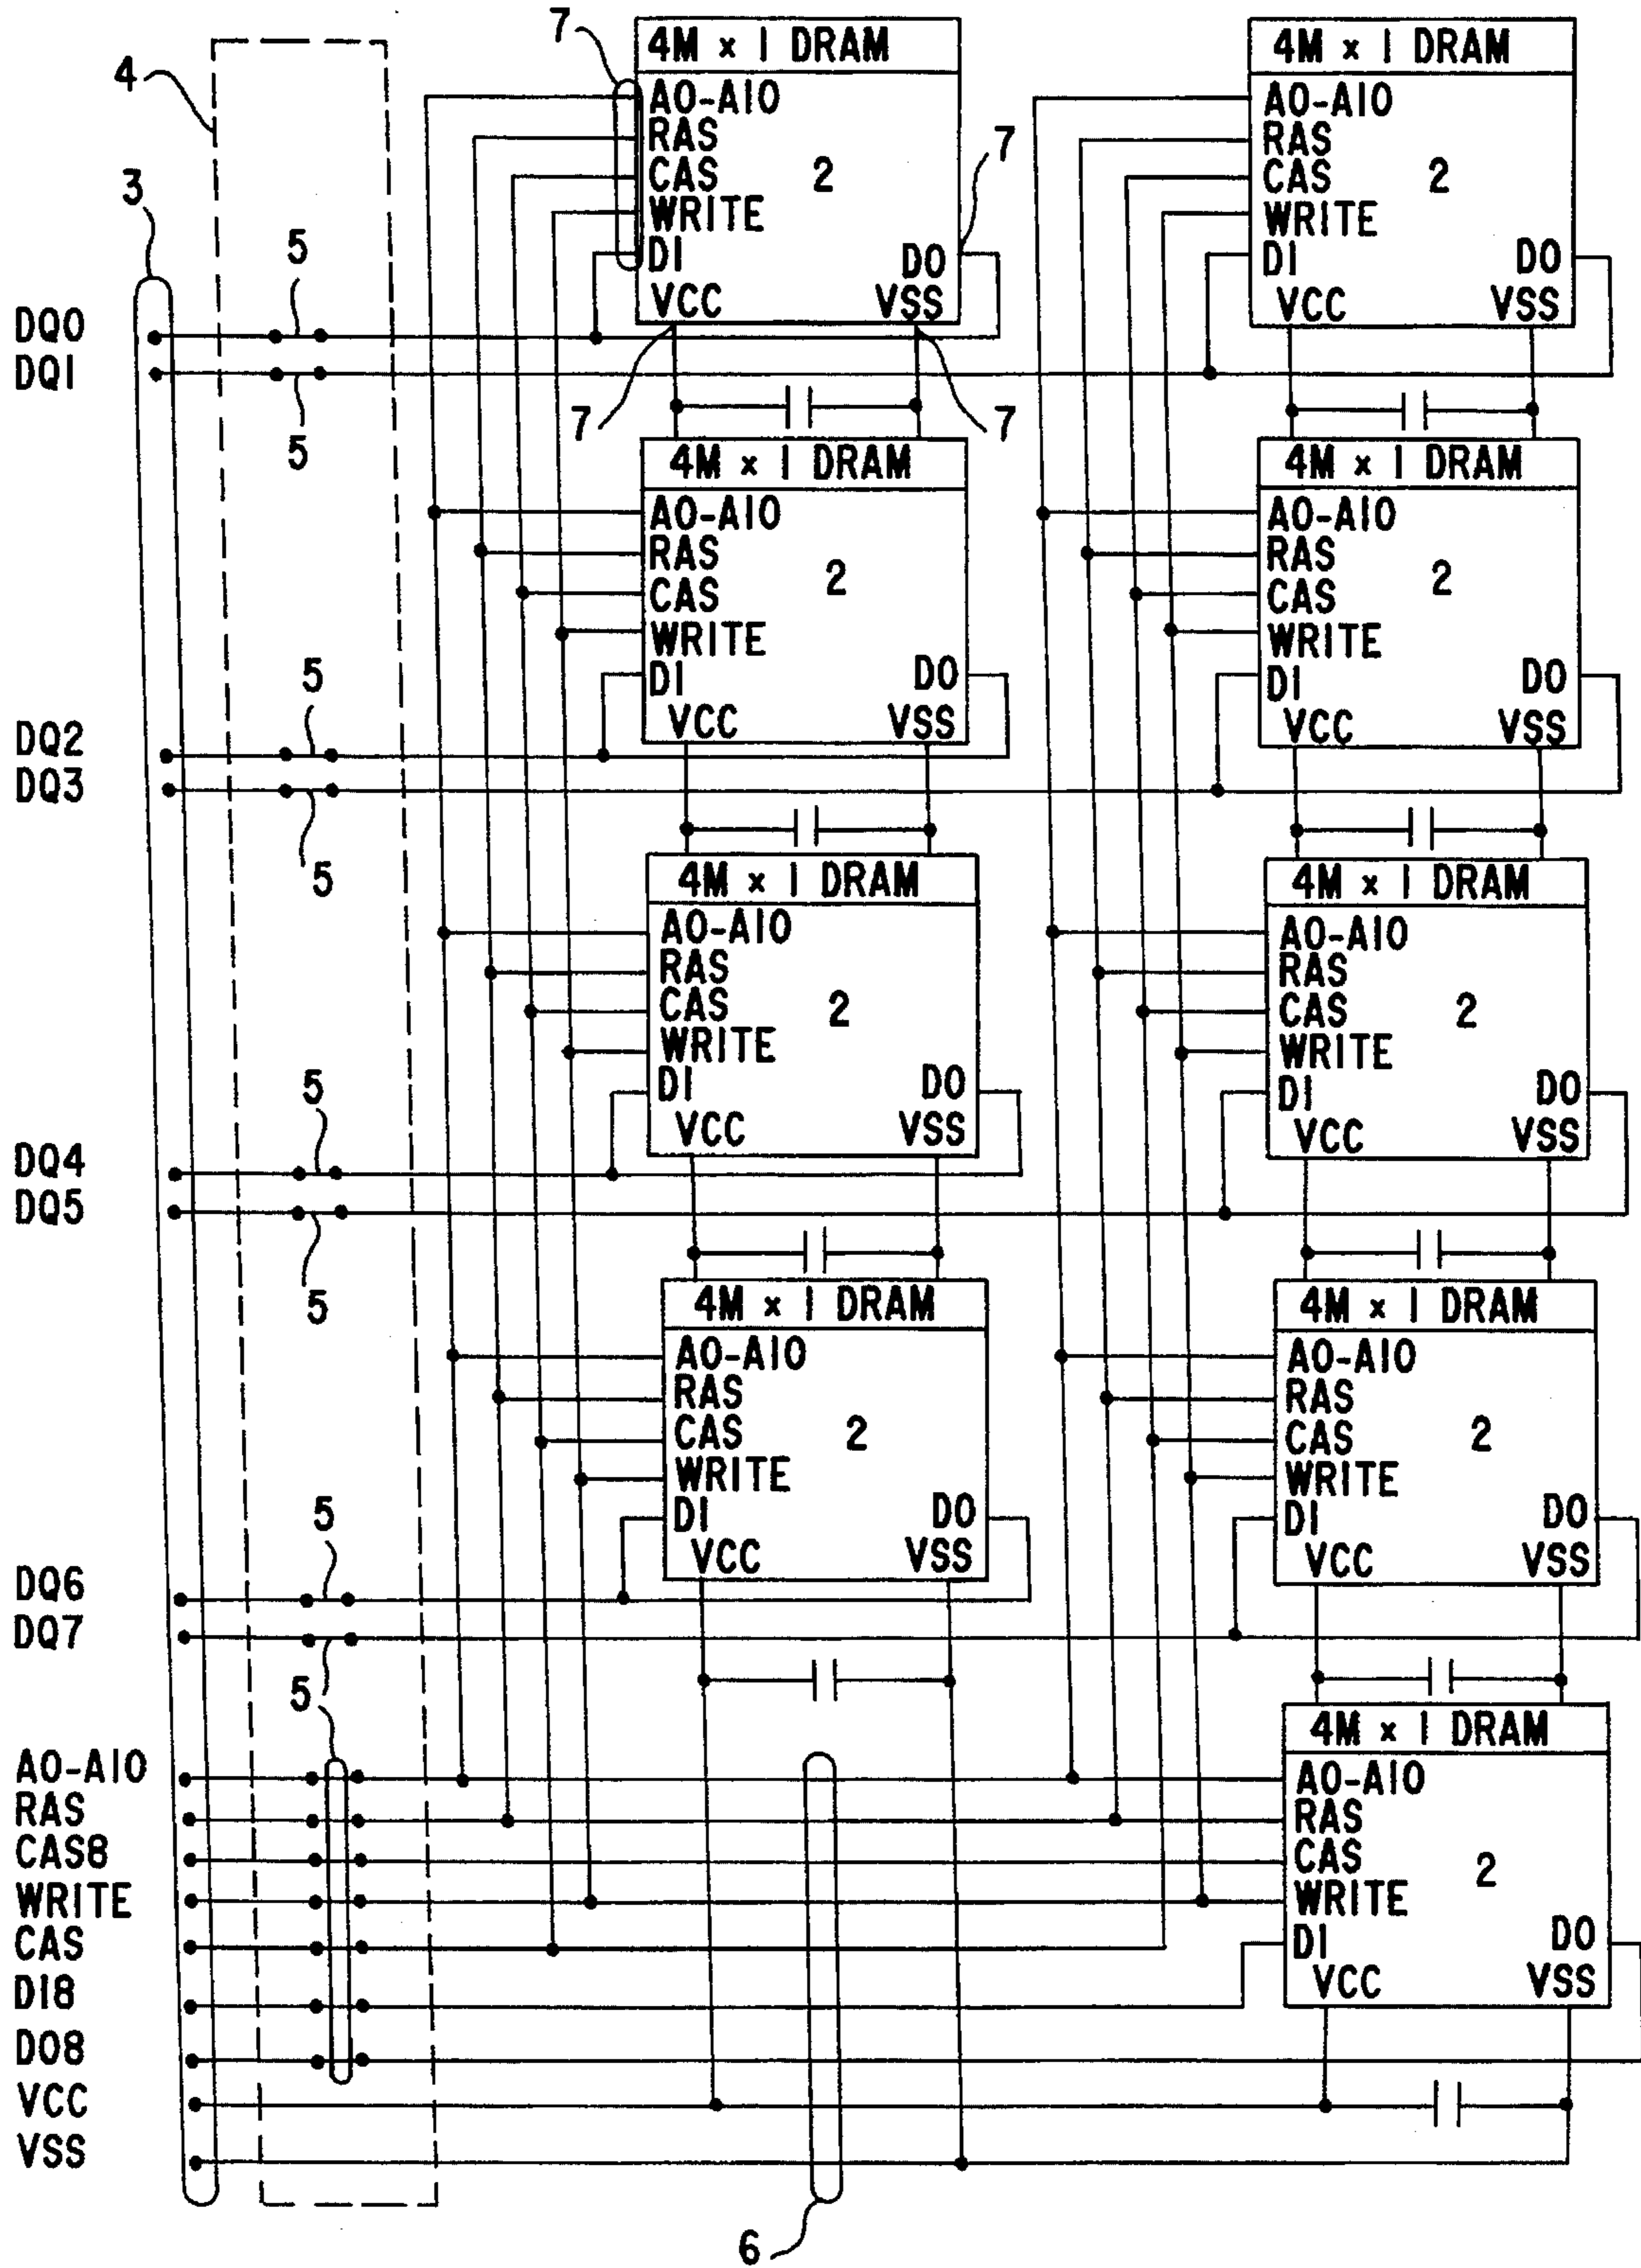 7
4M x 1 DRAM
4M x 1 DRAM
4
A0-A10
RAS
CAS
WRITE
DI
DO
VCC
VSS
2
7
A0-A10
RAS
CAS
WRITE
DI
DO
VCC
VSS
2
3
5
DQ0
DQ1
5
7
7
4M x 1 DRAM
A0-A10
RAS
CAS
WRITE
DI
DO
VCC
VSS
2
4M x 1 DRAM
A0-A10
RAS
CAS
WRITE
DI
DO
VCC
VSS
2
5
DQ2
DQ3
5
4M x 1 DRAM
A0-A10
RAS
CAS
WRITE
DI
DO
VCC
VSS
2
4M x 1 DRAM
A0-A10
RAS
CAS
WRITE
DI
DO
VCC
VSS
2
5
DQ4
DQ5
5
4M x 1 DRAM
A0-A10
RAS
CAS
WRITE
DI
DO
VCC
VSS
2
4M x 1 DRAM
A0-A10
RAS
CAS
WRITE
DI
DO
VCC
VSS
2
5
DQ6
DQ7
5
4M x 1 DRAM
A0-A10
RAS
CAS
WRITE
DI
DO
VCC
VSS
2
A0-A10
RAS
CAS8
WRITE
CAS
DI8
DO8
VCC
VSS
6